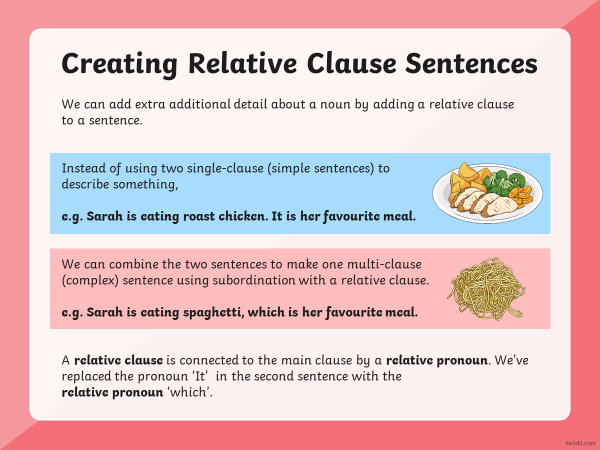 Creating Relative Clause Sentences
We can add extra additional detail about a noun by adding a relative clause
to a sentence.
Instead of using two single-clause (simple sentences) to
describe something,
e.g. Sarah is eating roast chicken. It is her favourite meal.
We can combine the two sentences to make one multi-clause
(complex) sentence using subordination with a relative clause.
e.g. Sarah is eating spaghetti, which is her favourite meal.
A relative clause is connected to the main clause by a relative pronoun. We’ve
replaced the pronoun ‘It’ in the second sentence with the
relative pronoun ‘which’.
twinkl.com